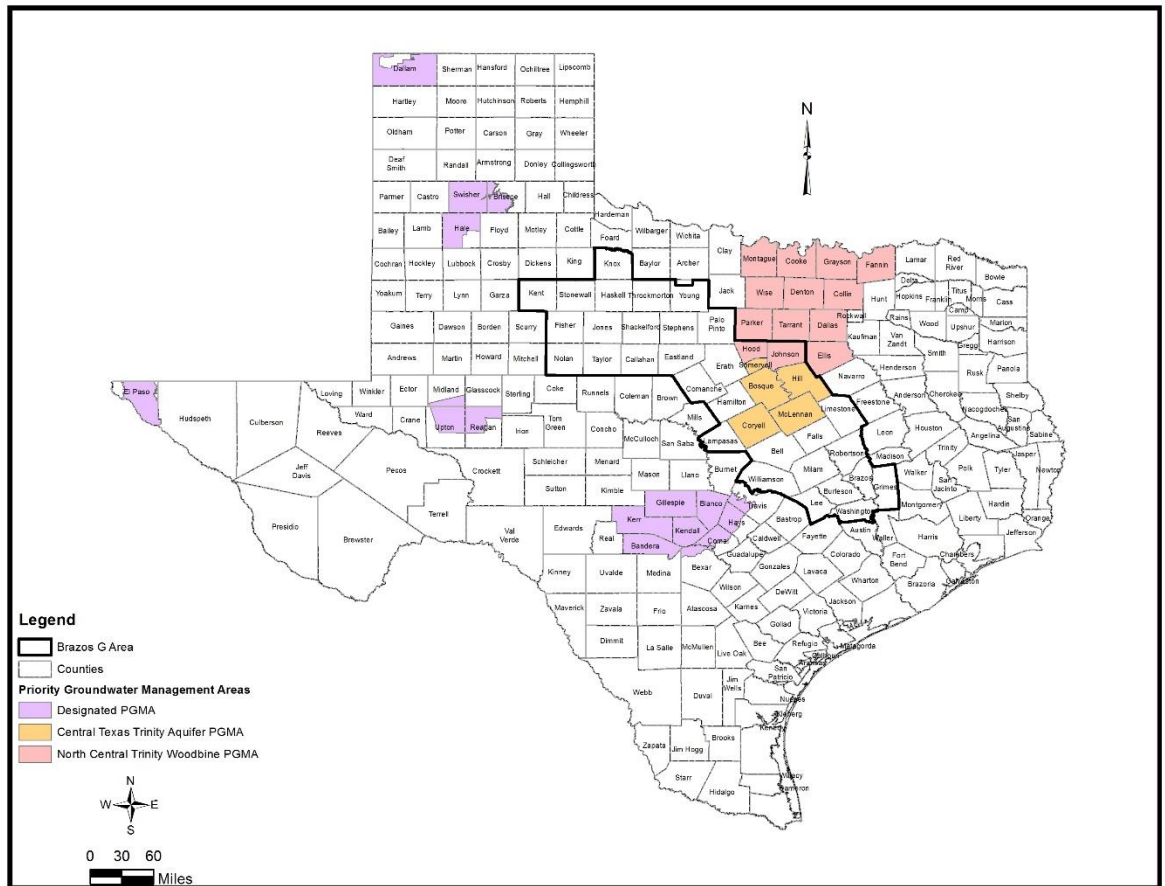 N
Dallam Sherman Hansford Ochiltree Lipscomb
Hartley Moore Hutchinson Roberts Hemphill
Oldham Potter Carson Gray Wheeler
Deaf Smith Randall Armstrong Donley Collingsworth
Parmer Castro Swisher Briscoe Hall Childress
Hardeman
Bailey Lamb Hale Floyd Motley Cottle Foard Wilbarger Wichita
Clay Montague Cooke Grayson Fannin Lamar Red River Bowie
Cochran Hockley Lubbock Crosby Dickens King Knox Baylor Archer
Delta Titus Morris Cass
Yoakum Terry Lynn Garza Kent Stonewall Haskell Throckmorton Young Jack Wise Denton Collin Hunt Hopkins Franklin Camp
Rockwall Rains Wood Upshur Marion
Gaines Dawson Borden Scurry Fisher Jones Shackelford Stephens Palo Pinto Parker Tarrant Dallas Kaufman Van Zandt Gregg Harrison
Smith
Andrews Martin Howard Mitchell Nolan Taylor Callahan Eastland Erath Hood Johnson Ellis
Somervell Navarro Henderson Rusk Panola
El Paso Hudspeth Culberson Loving Winkler Ector Midland Glasscock Sterling Coke Runnels Coleman Brown Comanche Bosque Hill
Hamilton Freestone Anderson Cherokee Shelby
Ward Crane Upton Reagan Irion Tom Green Concho Mills McLennan Limestone Nacogdoches San Augustine Sabine
Reeves McCulloch San Saba Lampasas Coryell Falls Leon Houston Angelina
Bell Robertson Madison Trinity Jasper Newton
Jeff Davis Pecos Crockett Schleicher Menard Mason Llano Burnet Milam Brazos Walker Polk Tyler
Williamson San Jacinto
Sutton Kimble Grimes
Burleson Hardin
Presidio Brewster Terrell Gillespie Blanco Travis Lee Washington Montgomery Liberty Orange
Val Verde Edwards Kerr Kendall Hays Bastrop Austin Waller Harris Jefferson
Real Bandera Comal Caldwell Fayette
Guadalupe Colorado Fort Bend Chambers
Bexar Gonzales Galveston
Kinney Uvalde Medina Wilson Lavaca Wharton Brazoria
DeWitt
Maverick Zavala Frio Atascosa Karnes Victoria Jackson
Goliad Matagorda
Dimmit La Salle McMullen Live Oak Bee Refugio Calhoun
Aransas
San Patricio
Webb Duval Jim Wells Nueces
Kleberg
Kenedy
Zapata Jim Hogg Brooks
Starr Hidalgo Willacy
Cameron
Legend
Brazos G Area
Counties
Priority Groundwater Management Areas
Designated PGMA
Central Texas Trinity Aquifer PGMA
North Central Trinity Woodbine PGMA
N
W E
S
0 30 60
Miles